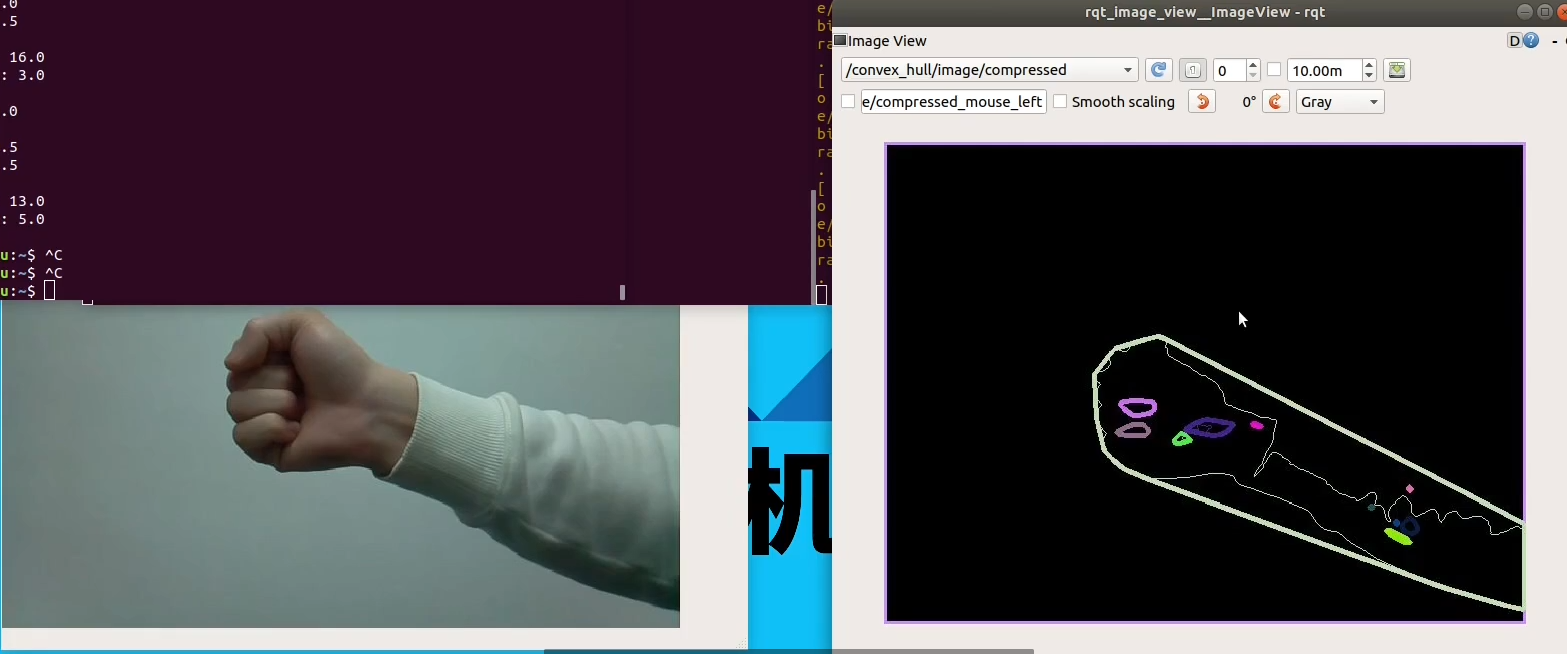 .0
.5
16.0
: 3.0
.0
.5
.5
13.0
: 5.0
u:~$ ^C
u:~$ ^C
u:~$
e/
bi
ra
.
[
o
e/
bi
ra
.
[
o
e/
bi
ra
.
机
rqt_image_view__ImageView - rqt
Image View
D
-
/convex_hull/image/compressed
0
10.00m
e/compressed_mouse_left
Smooth scaling
0°
Gray